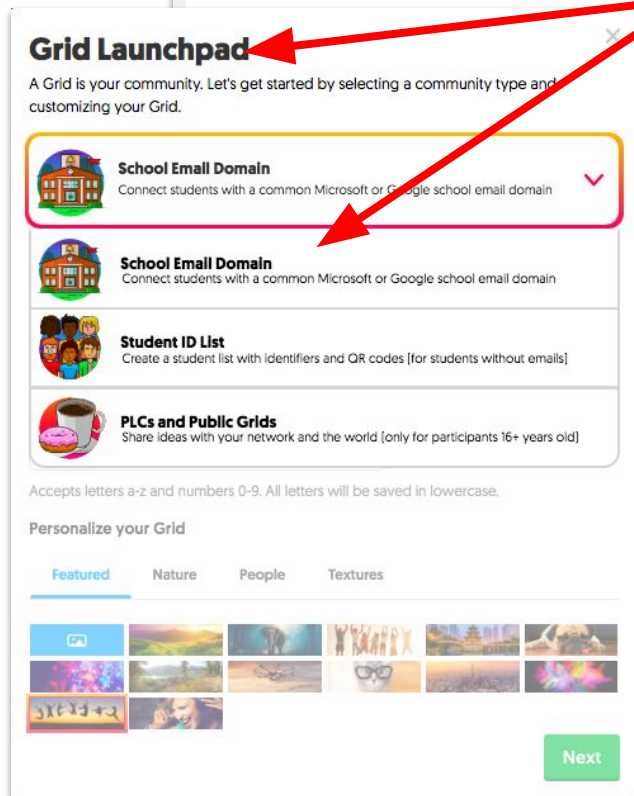 Grid Launchpad
A Grid is your community. Let's get started by selecting a community type and
customizing your Grid.
School Email Domain
Connect students with a common Microsoft or Google school email domain
School Email Domain
Connect students with a common Microsoft or Google school email domain
Student ID List
Create a student list with identifiers and QR codes [for students without emails]
PLCs and Public Grids
Share ideas with your network and the world [only for participants 16+ years old]
Accepts letters a-z and numbers 0-9. All letters will be saved in lowercase.
Personalize your Grid
Featured Nature People Textures
Next